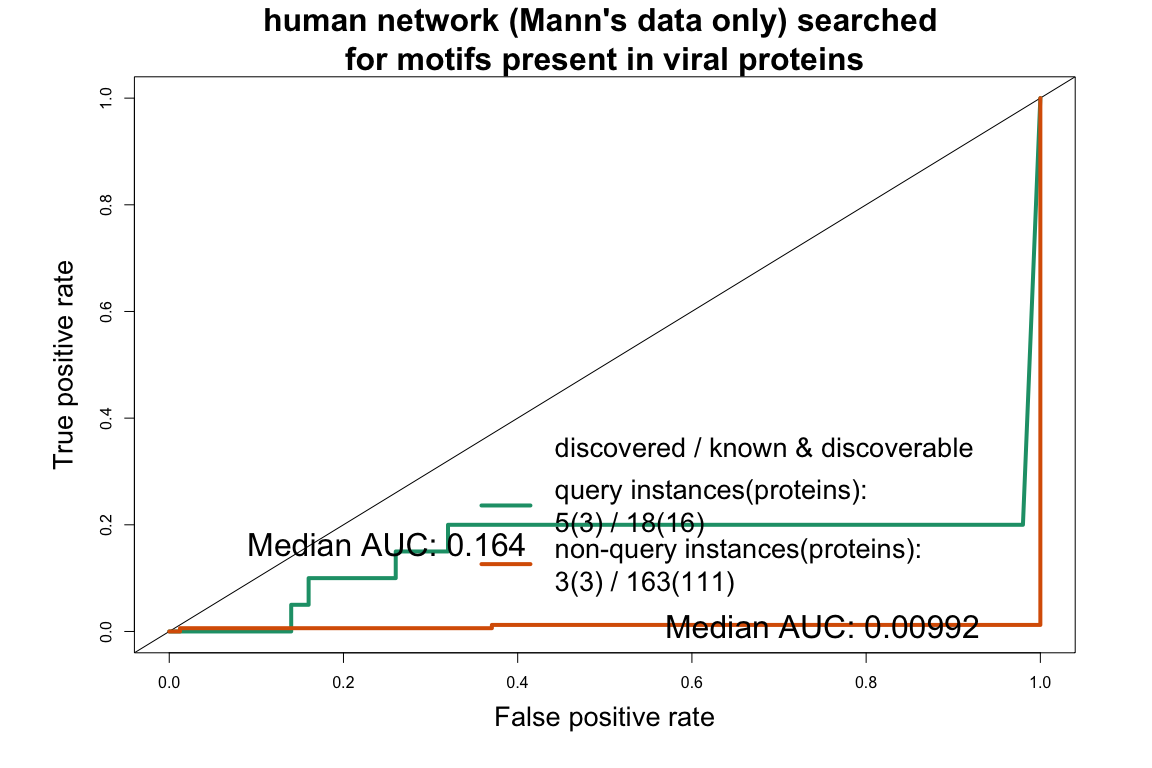 human network (Mann's data only) searched
for motifs present in viral proteins
True positive rate
1.0
0.8
0.6
0.4
0.2
0.0
discovered / known & discoverable
query instances(proteins):
5(3) / 18(16)
Median AUC: 0.164
non-query instances(proteins):
3(3) / 163(111)
Median AUC: 0.00992
0.0 0.2 0.4 0.6 0.8 1.0
False positive rate